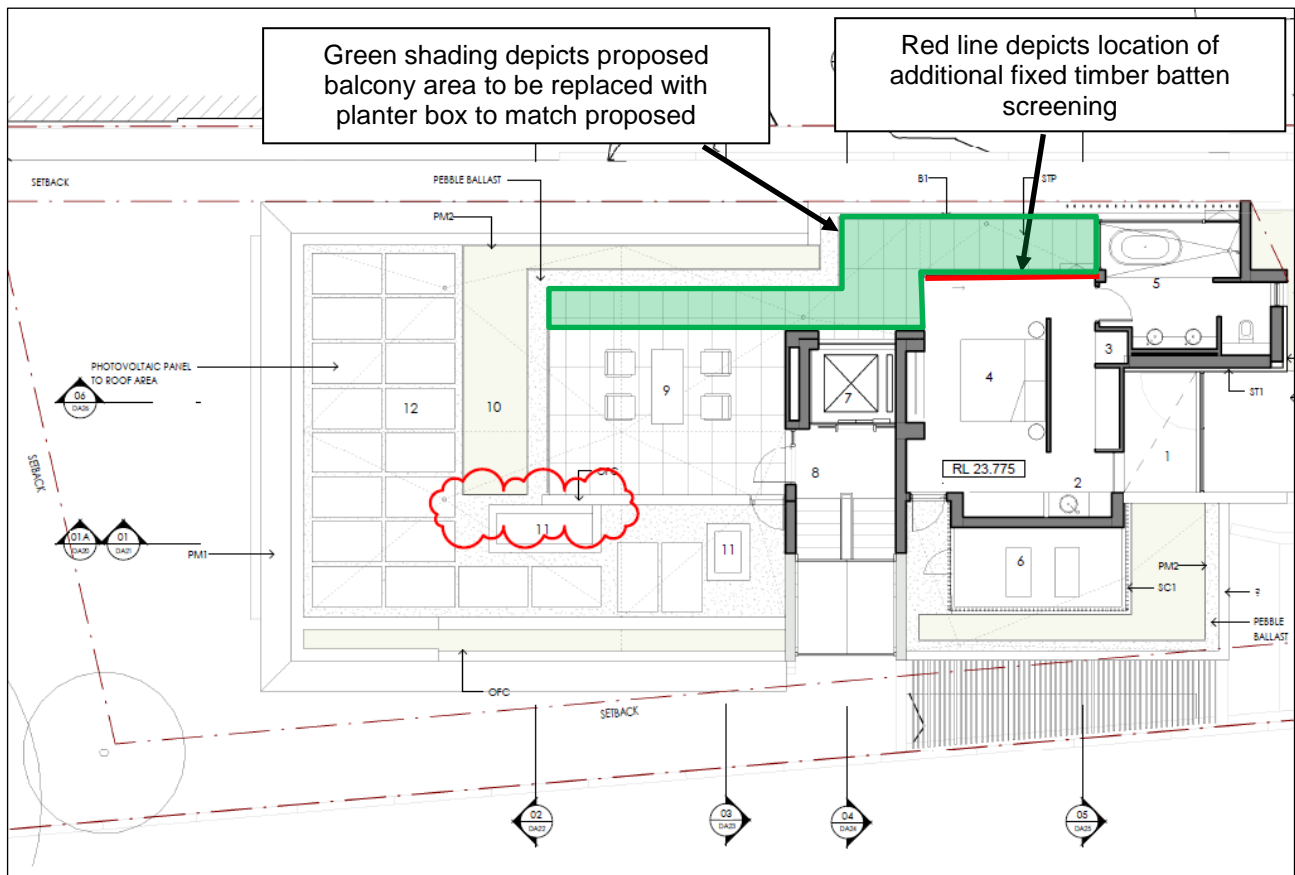 Green shading depicts proposed
balcony area to be replaced with
planter box to match proposed
Red line depicts location of
additional fixed timber batten
screening
SETBACK
PEBBLE BALLAST
B1
STP
PM2
5
3
PHOTOVOLTAIC PANEL
TO ROOF AREA
06
DA26
12
10
9
7
4
ST1
1
SETBACK
8
RL 23.775
2
OFC
11
11
01A
DA20
01
DA21
PM1
6
PM2
SC1
?
PEBBLE
BALLAST
OFC
SETBACK
02
DA22
03
DA23
04
DA24
05
DA25